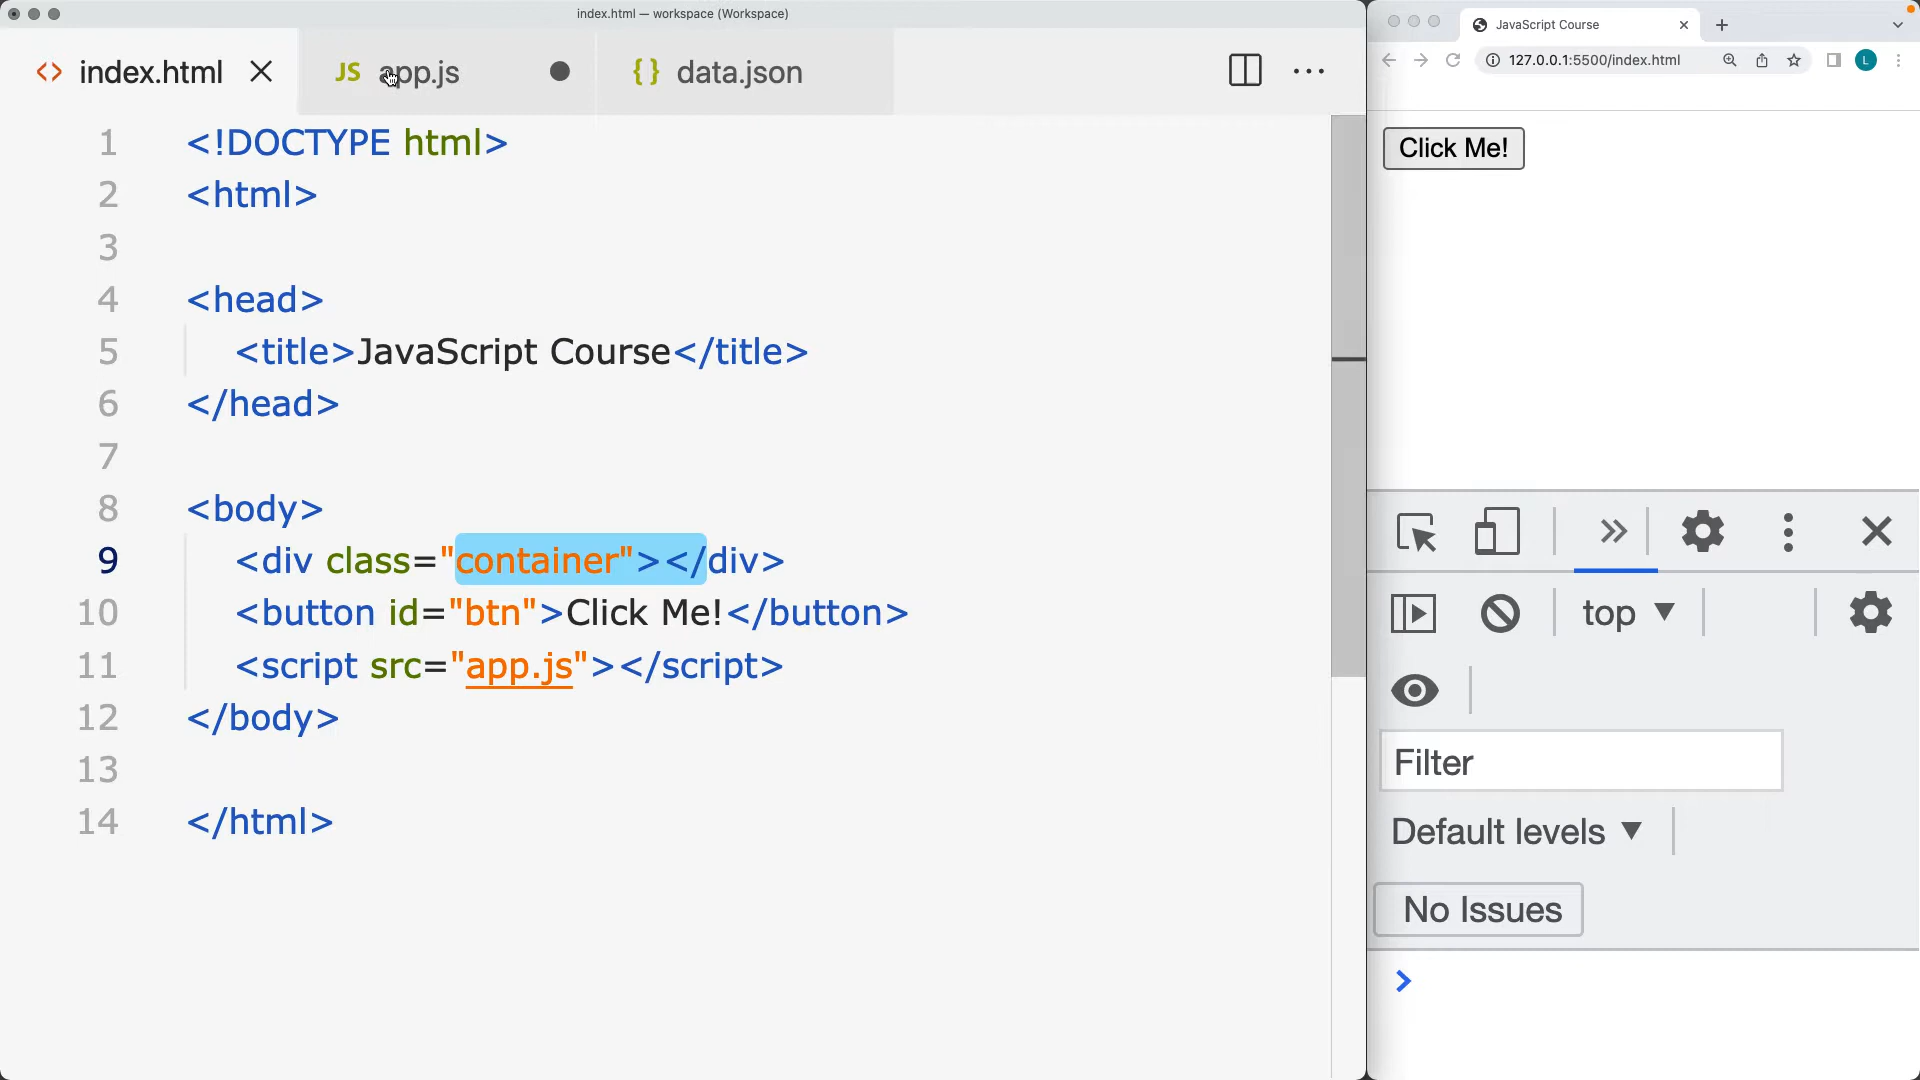 index.html — workspace (Workspace)
index.html
JS app.js
{ } data.json
1 <!DOCTYPE html>
2 <html>
3
4 <head>
5 <title>JavaScript Course</title>
6 </head>
7
8 <body>
9 <div class="container"></div>
10 <button id="btn">Click Me!</button>
11 <script src="app.js"></script>
12 </body>
13
14 </html>
JavaScript Course
127.0.0.1:5500/index.html
L
Click Me!
top
Filter
Default levels
No Issues